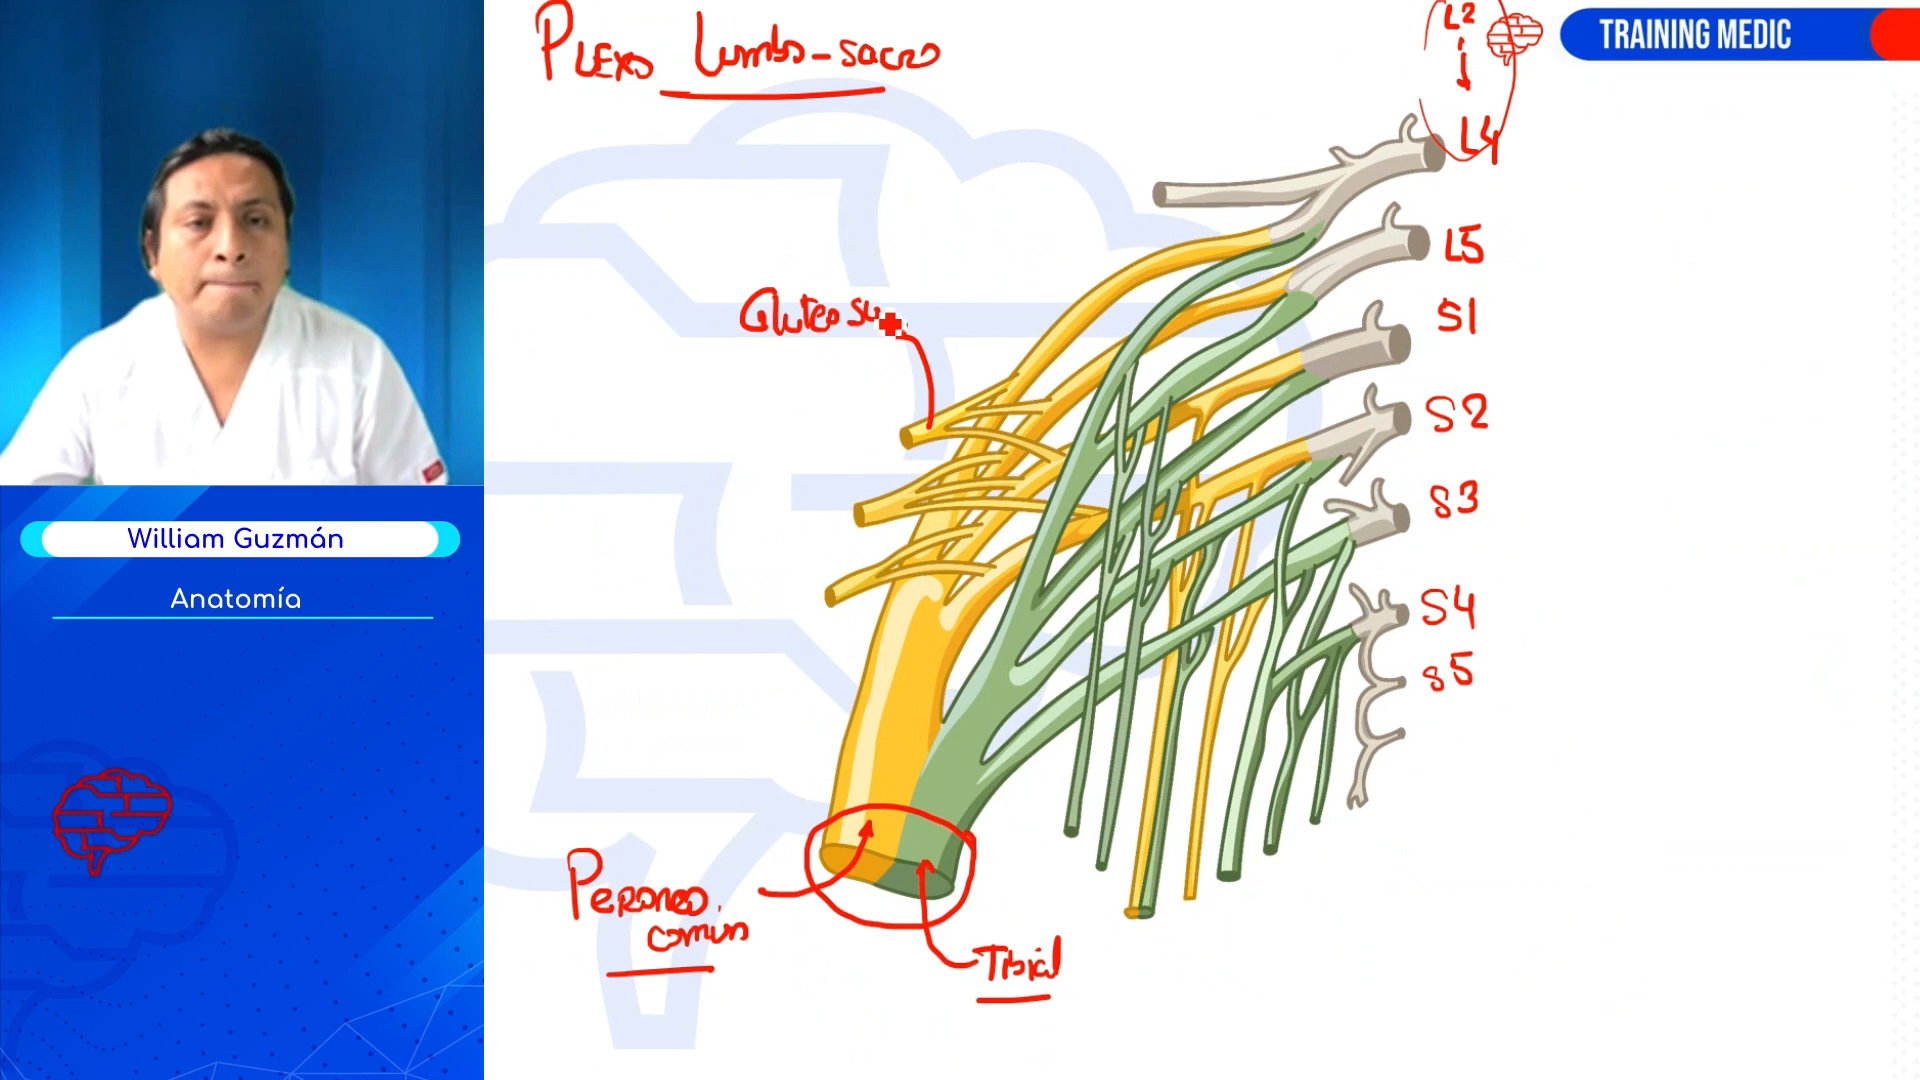 PLEXO Lumbo-sacro
L2
L4
TRAINING MEDIC
L5
Gluteo Su
S1
S2
S3
S4
S5
William Guzmán
Anatomía
Peroneo
comun
Tibial